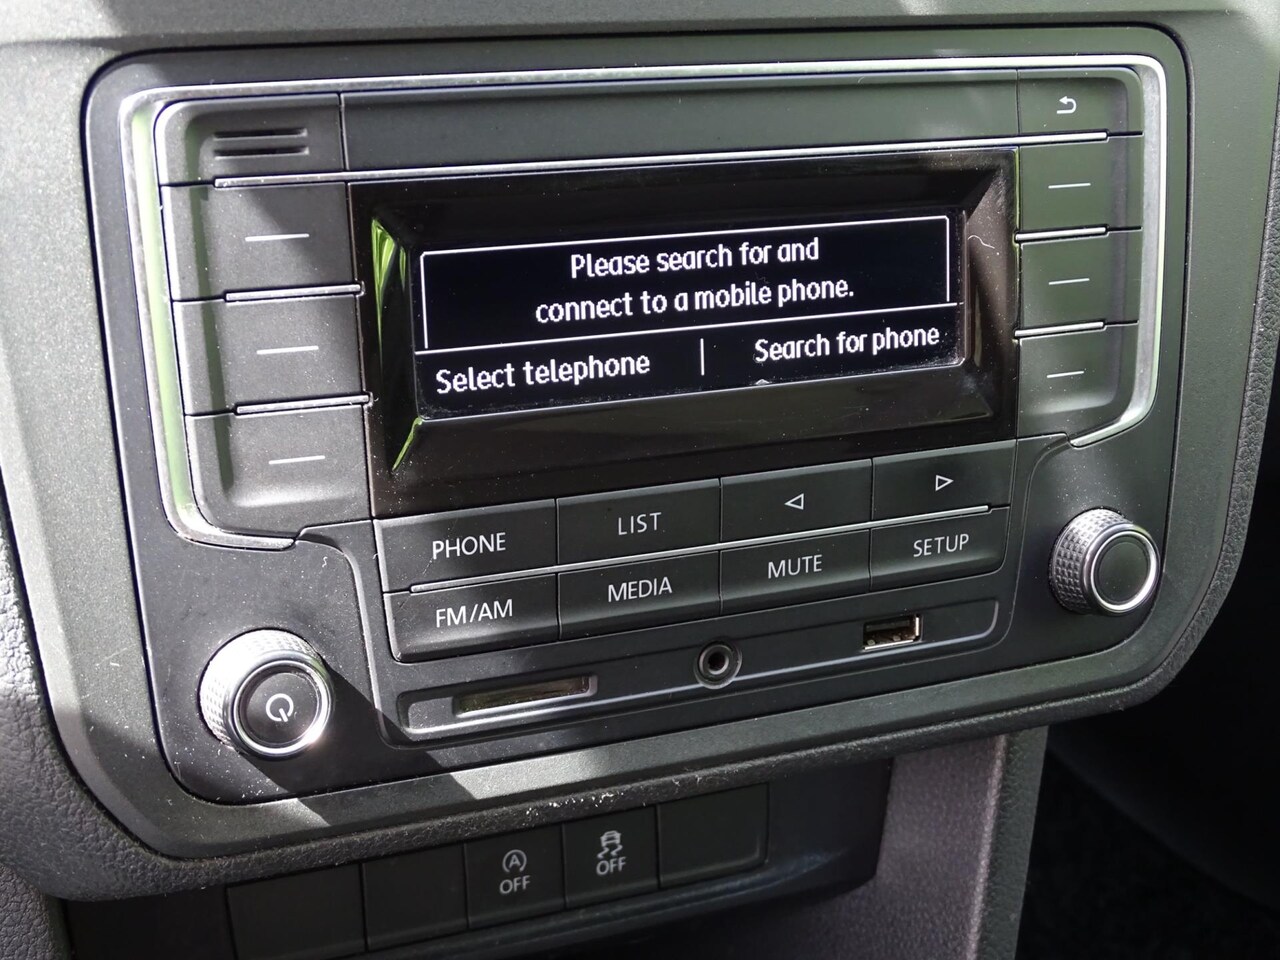 Please search for and
connect to a mobile phone.
Select telephone | Search for phone
PHONE
LIST
FM/AM
MEDIA
MUTE
SETUP
A
OFF
OFF